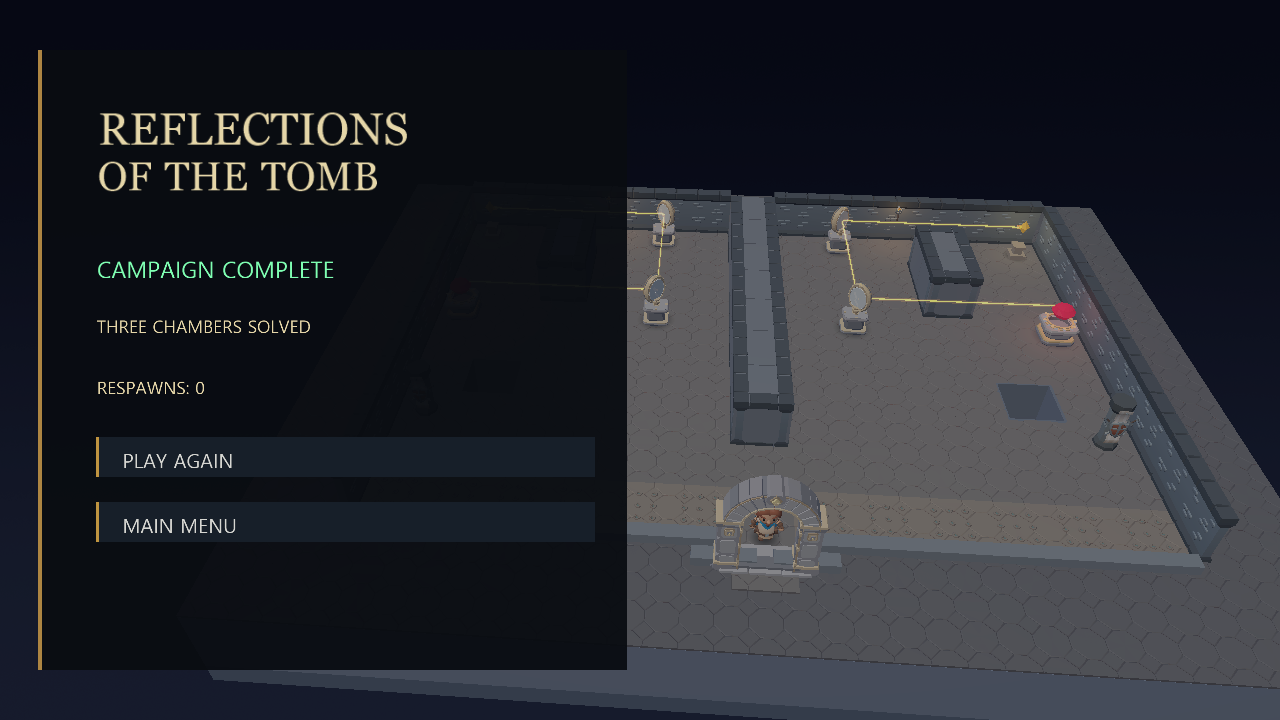 REFLECTIONS
OF THE TOMB
CAMPAIGN COMPLETE
THREE CHAMBERS SOLVED
RESPAWNS: 0
PLAY AGAIN
MAIN MENU